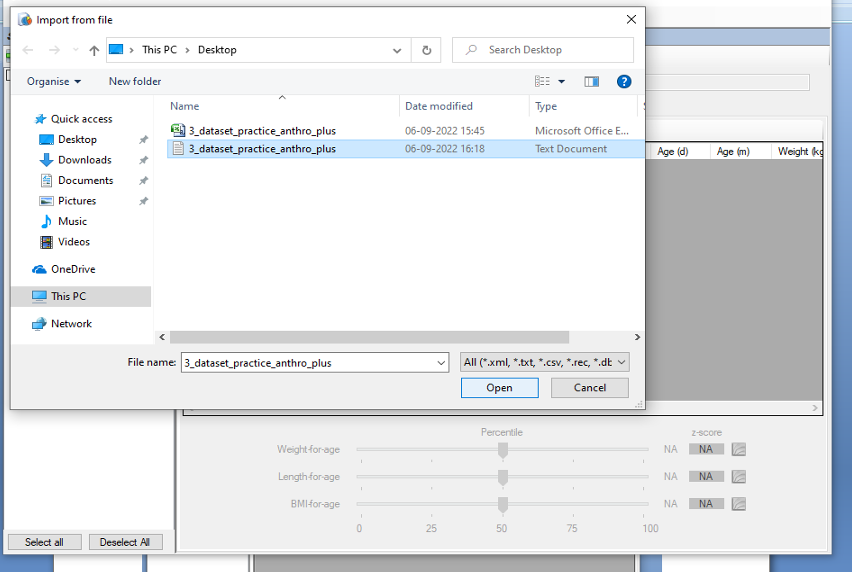 Import from file
This PC > Desktop
Search Desktop
Organise
New folder
Name
Date modified
Type
Quick access
Desktop
Downloads
Documents
Pictures
Music
Videos
OneDrive
This PC
Network
3_dataset_practice_anthro_plus 06-09-2022 15:45 Microsoft Office E...
3_dataset_practice_anthro_plus 06-09-2022 16:18 Text Document
Age (d)
Age (m)
Weight (kg
File name: 3_dataset_practice_anthro_plus
All (*.xml, *.txt, *.csv, *.rec, *.db
Open
Cancel
Percentile
z-score
Weight-for-age NA NA
Length-for-age NA NA
BMI-for-age NA NA
0 25 50 75 100
Select all
Deselect All